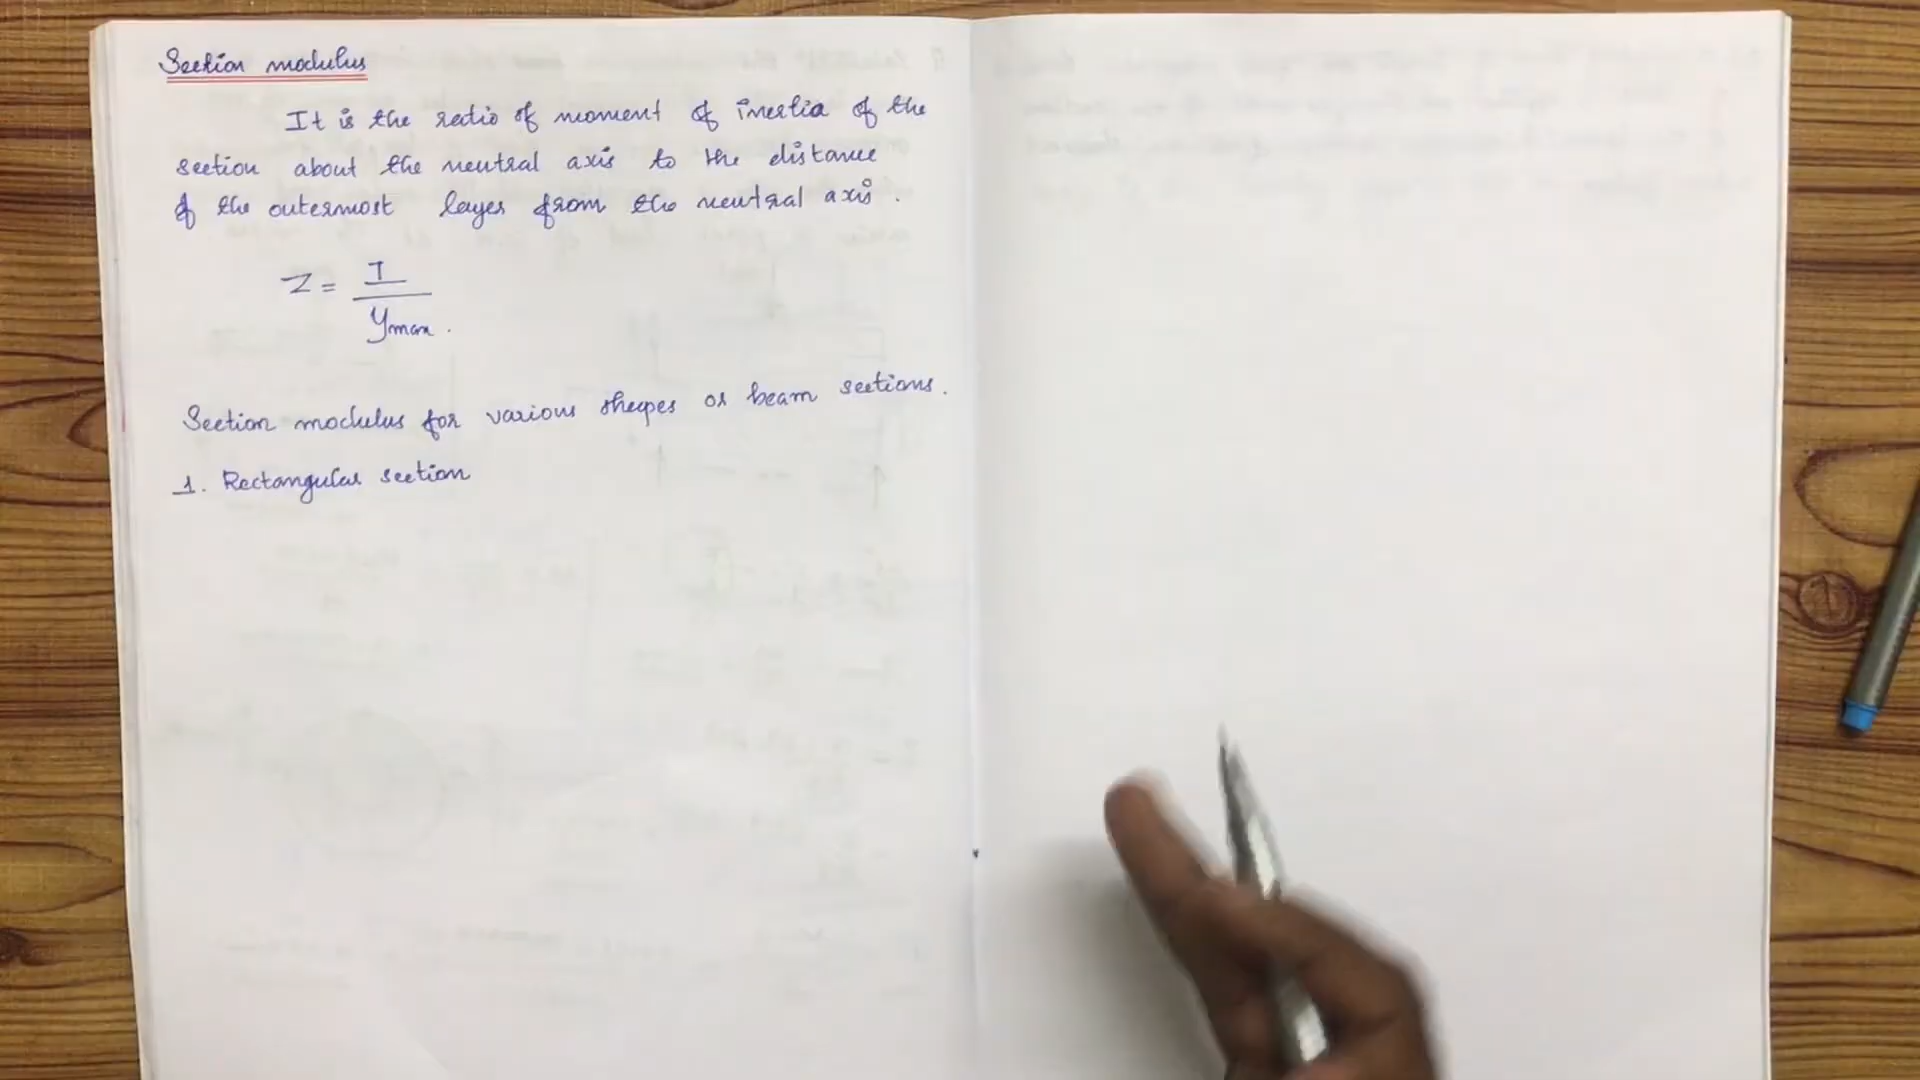 Section modulus
It is the ratio of moment of inertia of the
section about the neutral axis to the distance
of the outermost layer from the neutral axis.
Z = I
ymax.
Section modulus for various shapes or beam sections.
1. Rectangular section